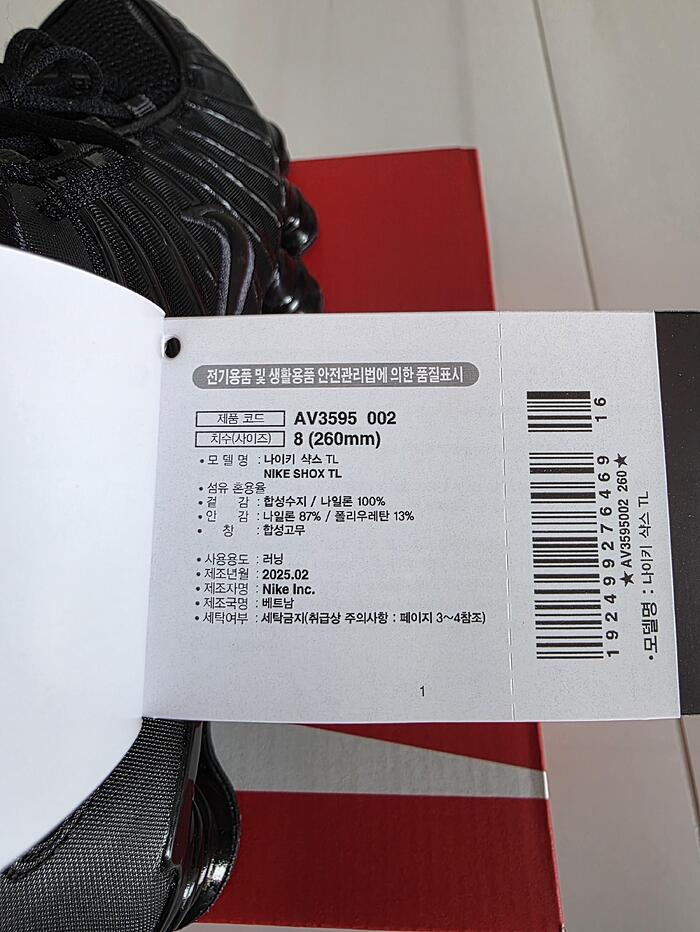 전기용품 및 생활용품 안전관리법에 의한 품질표시
제품 코드 AV3595 002
치수(사이즈) 8 (260mm)
• 모 델 명 : 나이키 샥스 TL
NIKE SHOX TL
• 섬유 혼용율
• 겉 감 : 합성수지 / 나일론 100%
• 안 감 : 나일론 87% / 폴리우레탄 13%
• 창 : 합성고무
• 사용용도 : 러닝
• 제조년월 : 2025.02
• 제조자명 : Nike Inc.
• 제조국명 : 베트남
• 세탁여부 : 세탁금지(취급상 주의사항 : 페이지 3~4참조)
1
192499276469 16
★AV3595002 260★
•모델명 : 나이키 샥스 TL